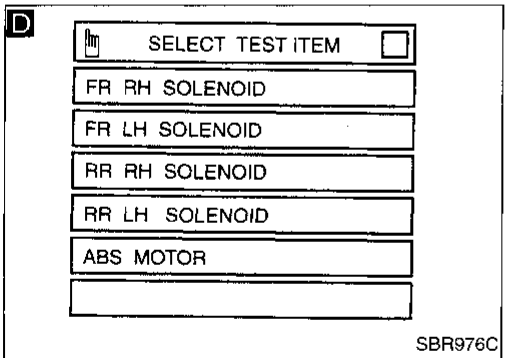 D
SELECT TEST ITEM
FR RH SOLENOID
FR LH SOLENOID
RR RH SOLENOID
RR LH SOLENOID
ABS MOTOR
SBR976C